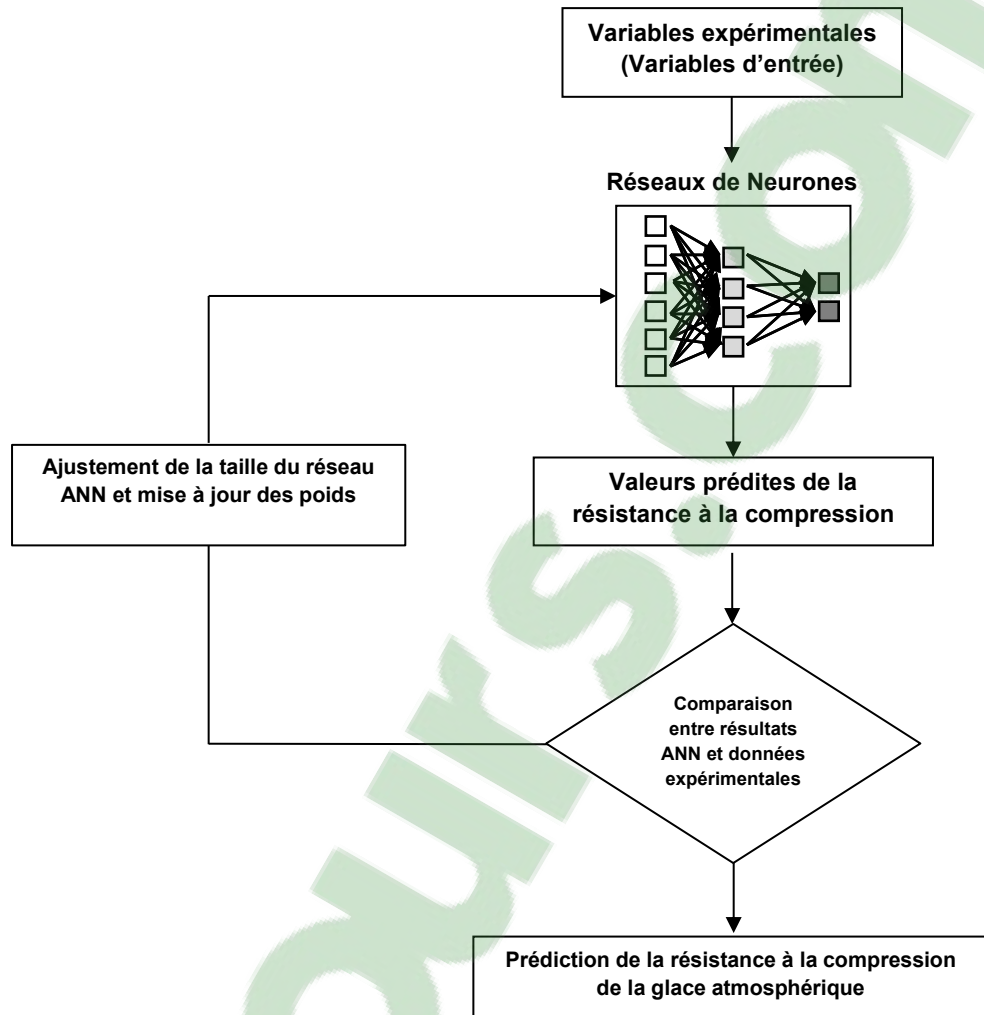 Variables expérimentales
(Variables d'entrée)
Réseaux de Neurones
Ajustement de la taille du réseau
ANN et mise à jour des poids
Valeurs prédites de la
résistance à la compression
Comparaison
entre résultats
ANN et données
expérimentales
Prédiction de la résistance à la compression
de la glace atmosphérique
ours.com